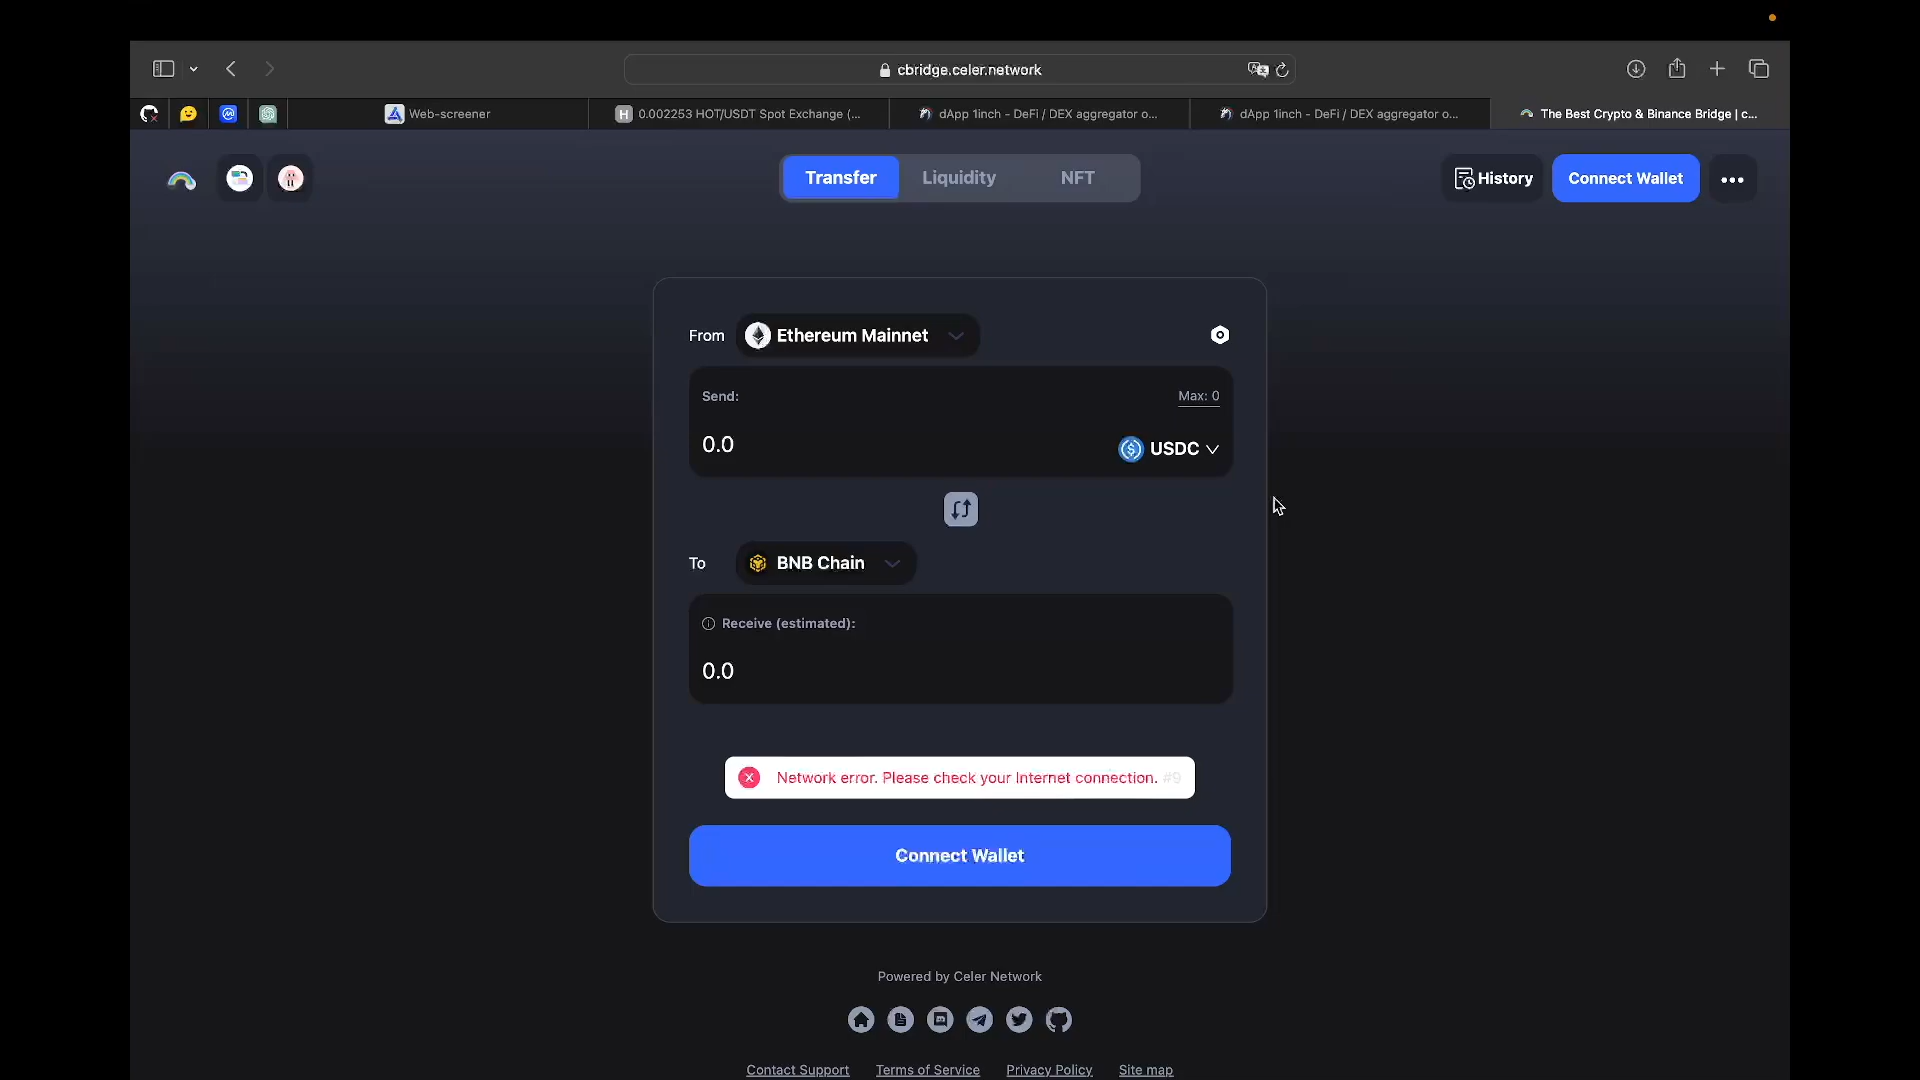 cbridge.celer.network
Web-screener
H 0.002253 HOT/USDT Spot Exchange (...
dApp 1inch - DeFi / DEX aggregator o...
dApp 1inch - DeFi / DEX aggregator o...
The Best Crypto & Binance Bridge | c...
Transfer
Liquidity
NFT
History
Connect Wallet
From
Ethereum Mainnet
Send:
Max: 0
0.0
USDC
To
BNB Chain
Receive (estimated):
0.0
Network error. Please check your Internet connection. #9
Connect Wallet
Powered by Celer Network
Contact Support
Terms of Service
Privacy Policy
Site map